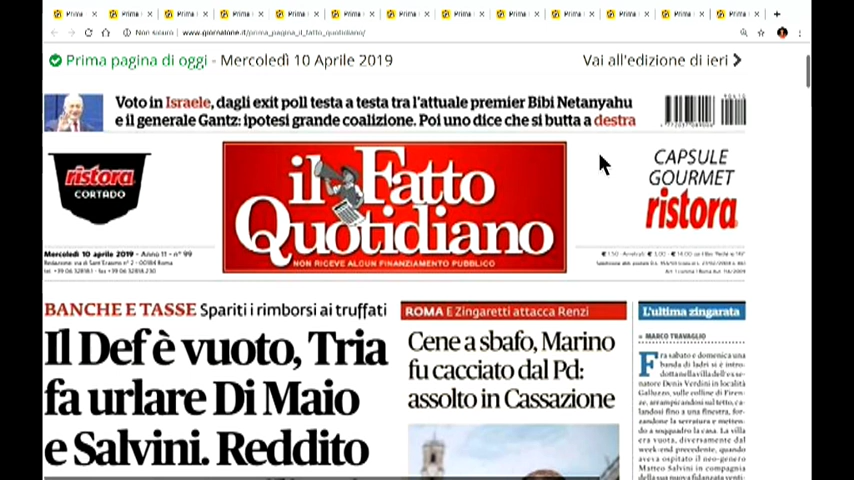 Prima pagina di oggi - Mercoledì 10 Aprile 2019
Vai all'edizione di ieri
Voto in Israele, dagli exit poll testa a testa tra l'attuale premier Bibi Netanyahu
e il generale Gantz: ipotesi grande coalizione. Poi uno dice che si butta a destra
ristora
CORTADO
il Fatto
Quotidiano
NON RICEVE ALCUN FINANZIAMENTO PUBBLICO
CAPSULE
GOURMET
ristora
Mercoledì 10 aprile 2019 - Anno 11 - n° 99
BANCHE E TASSE Spariti i rimborsi ai truffati
Il Def è vuoto, Tria
fa urlare Di Maio
e Salvini. Reddito
ROMA E Zingaretti attacca Renzi
Cene a sbafo, Marino
fu cacciato dal Pd:
assolto in Cassazione
L'ultima zingarata
» MARCO TRAVAGLIO
Fra sabato e domenica una
banda di ladri si è intro-
dotta nella villa dell'ex se-
natore Denis Verdini in località
Galluzzo, sulle colline di Firen-
ze, arrampicandosi sul tetto, ca-
landosi fino a una finestra, for-
zandone la serratura e metten-
do a soqquadro la casa. La villa
era vuota, diversamente dal
week-end precedente, quando
aveva ospitato il neo-genero
Matteo Salvini in compagnia